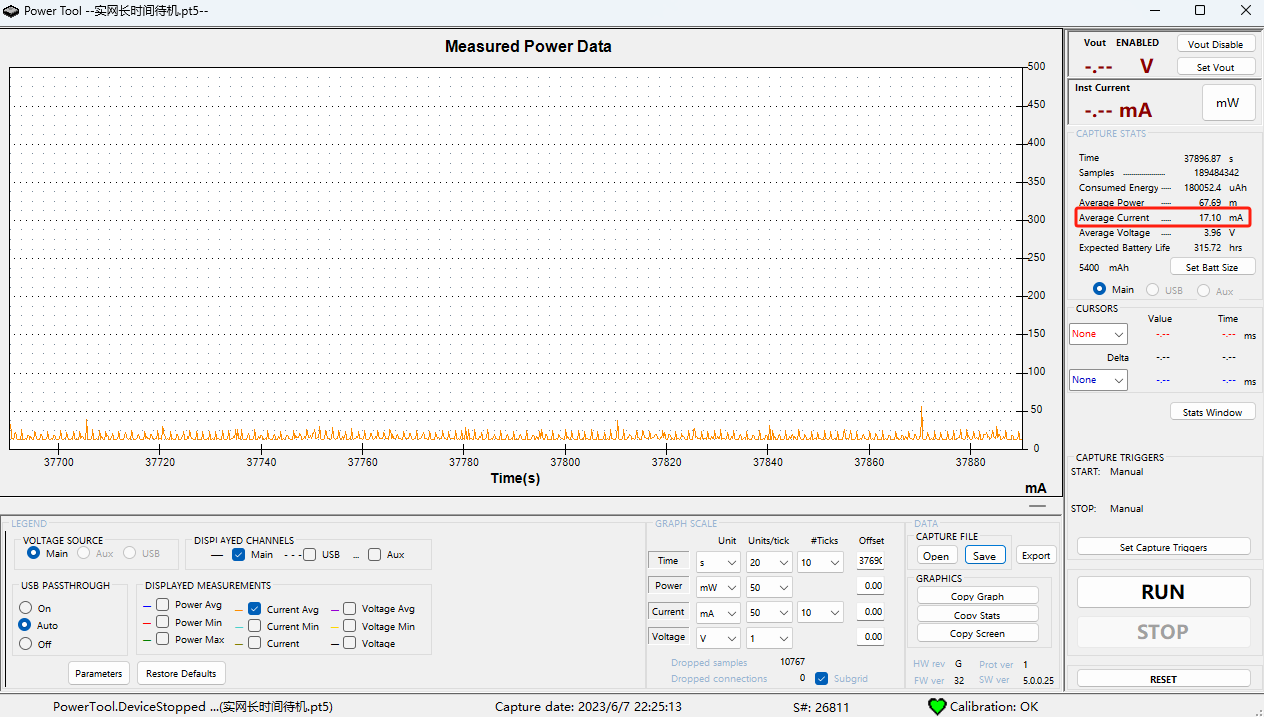 Power Tool --实网长时间待机.pt5--
Measured Power Data
500
450
400
350
300
250
200
150
100
50
0
37700 37720 37740 37760 37780 37800 37820 37840 37860 37880
Time(s)
mA
Vout ENABLED Vout Disable
-.-- V Set Vout
Inst Current
-.-- mA mW
CAPTURE STATS
Time 37896.87 s
Samples 189484342
Consumed Energy 180052.4 uAh
Average Power 67.69 m
Average Current 17.10 mA
Average Voltage 3.96 V
Expected Battery Life 315.72 hrs
5400 mAh Set Batt Size
Main USB Aux
CURSORS
Value Time
None -.-- -.-- ms
Delta -.-- -.--
None -.-- -.-- ms
Stats Window
CAPTURE TRIGGERS
START: Manual
STOP: Manual
Set Capture Triggers
RUN
STOP
RESET
LEGEND
VOLTAGE SOURCE
Main Aux USB
DISPLAYED CHANNELS
Main USB Aux
USB PASSTHROUGH
On
Auto
Off
DISPLAYED MEASUREMENTS
Power Avg Current Avg Voltage Avg
Power Min Current Min Voltage Min
Power Max Current Voltage
Parameters Restore Defaults
GRAPH SCALE
Unit Units/tick #Ticks Offset
Time s 20 10 37690
Power mW 50 0.00
Current mA 50 10 0.00
Voltage V 1 0.00
Dropped samples 10767
Dropped connections 0 Subgrid
DATA
CAPTURE FILE
Open Save Export
GRAPHICS
Copy Graph
Copy Stats
Copy Screen
HW rev G Prot ver 1
FW ver 32 SW ver 5.0.0.25
PowerTool.DeviceStopped ...(实网长时间待机.pt5) Capture date: 2023/6/7 22:25:13 S#: 26811 Calibration: OK